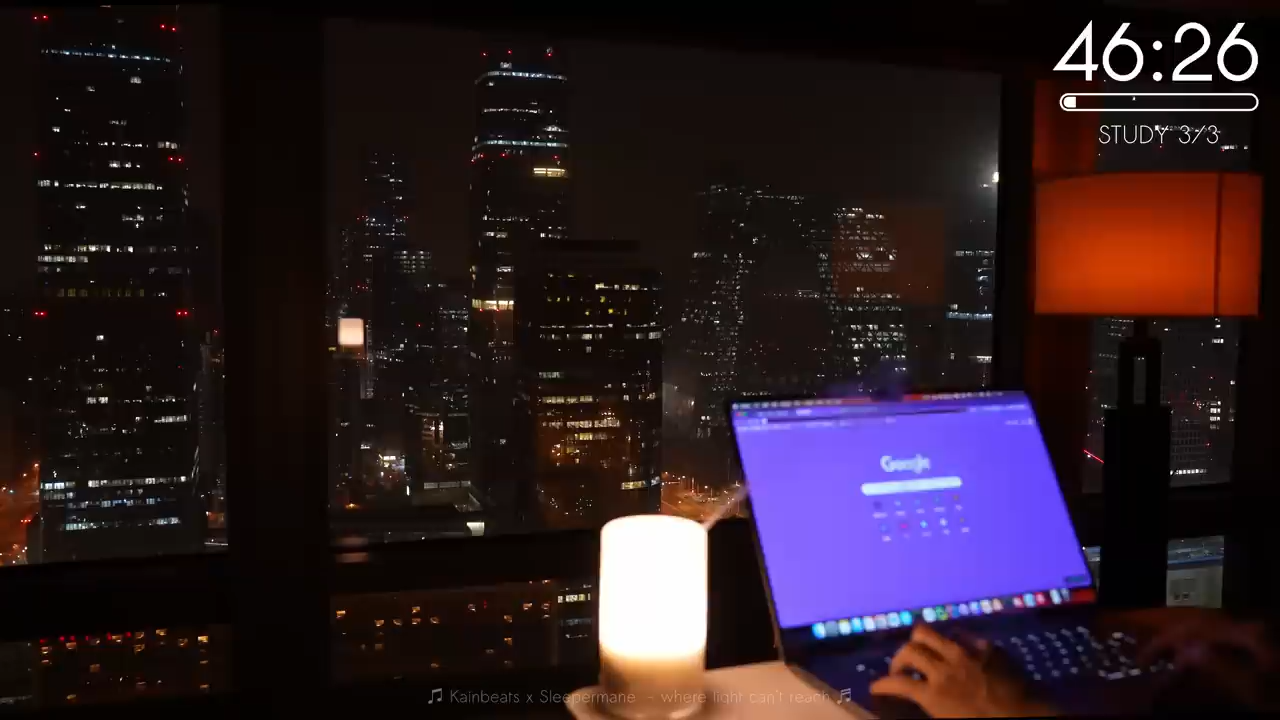 46:26
STUDY 3/3
Google
♫ Kainbeats x Sleepermane - where light can't reach ♫